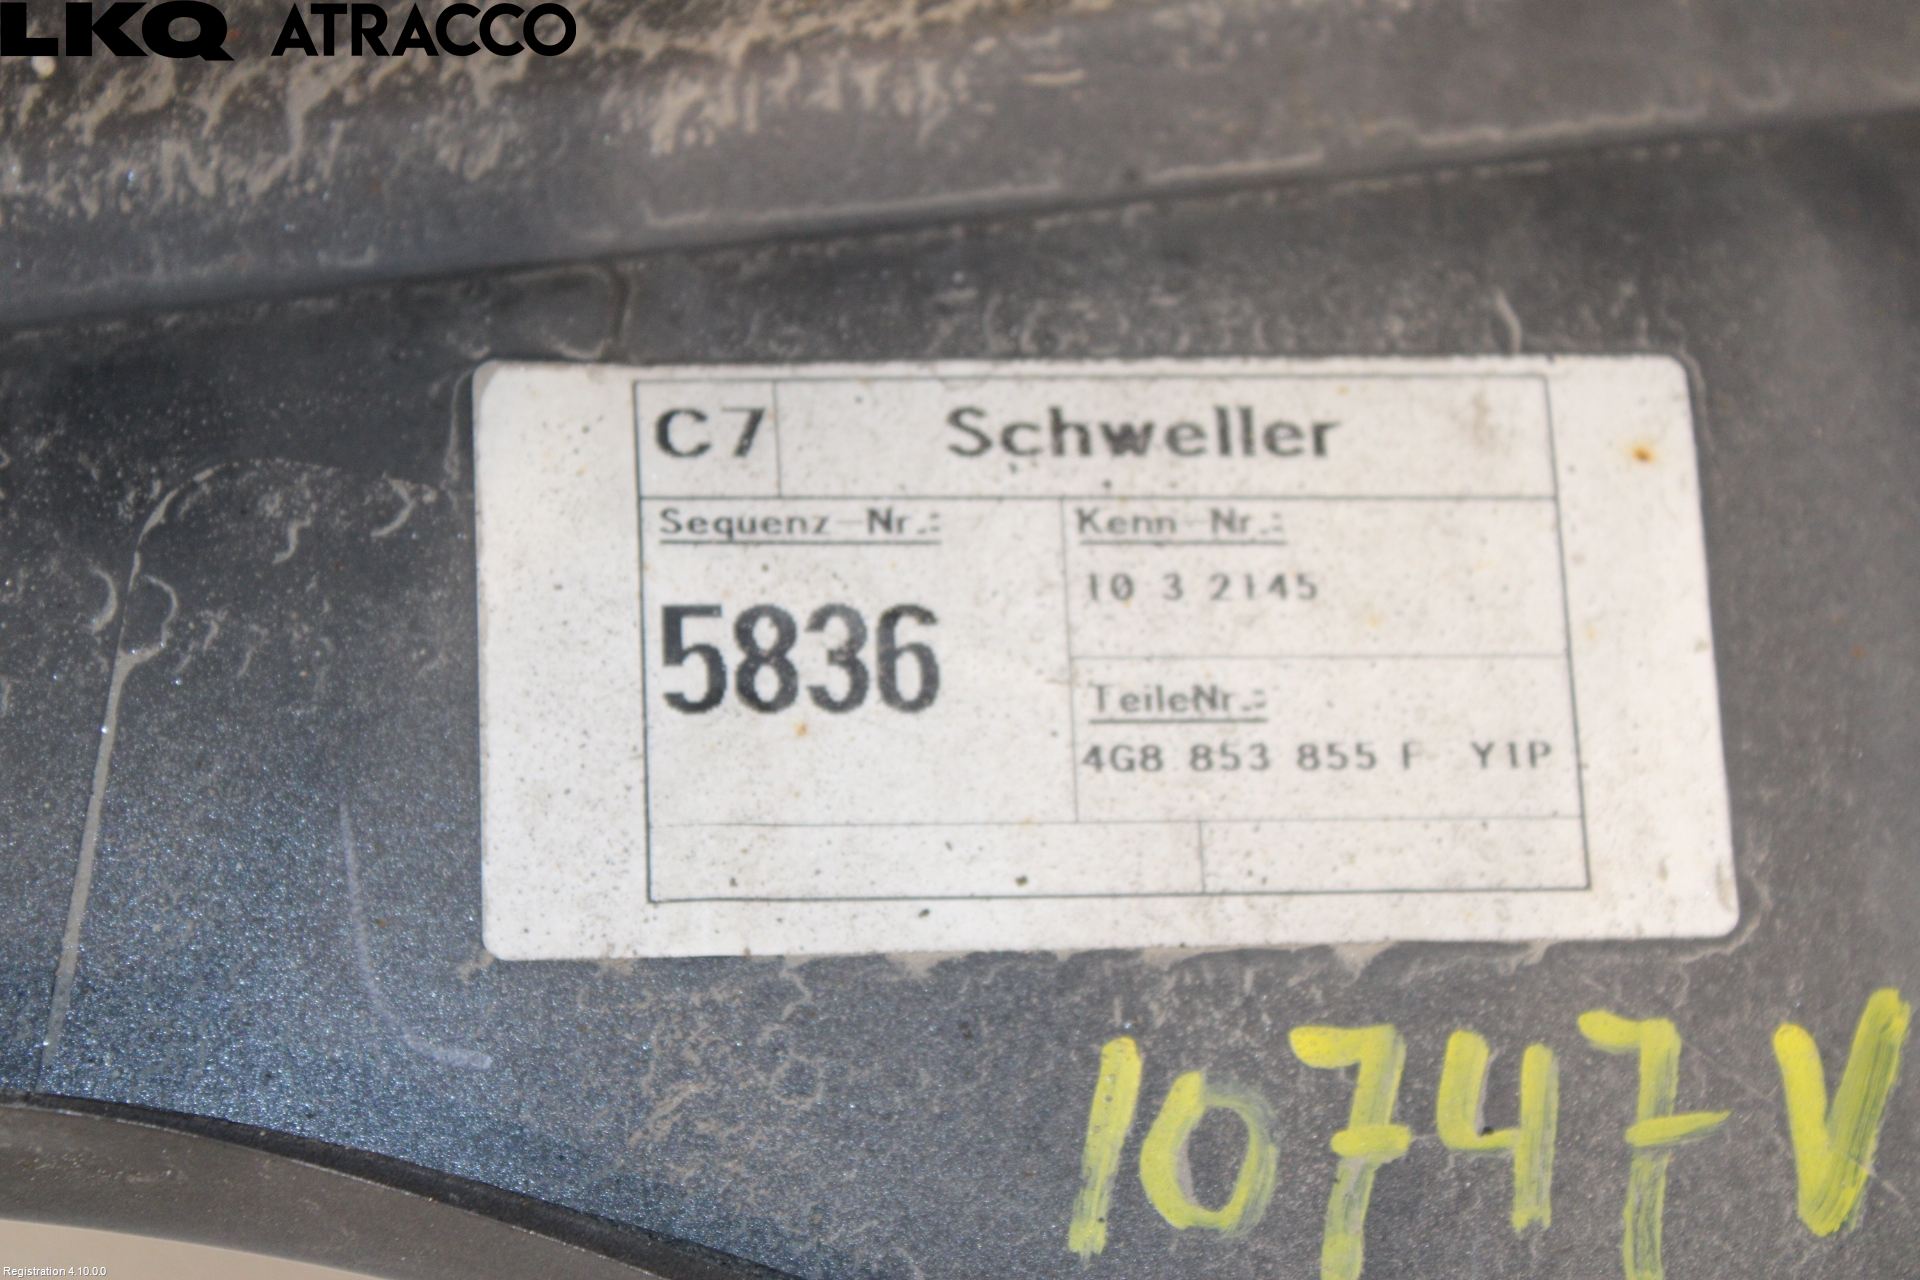 LKQ ATRACCO
C7 Schweller
Sequenz-Nr.:
5836
Kenn-Nr.:
10 3 2145
TeileNr.:
4G8 853 855 F Y1P
10747V
Registration 4.10.0.0